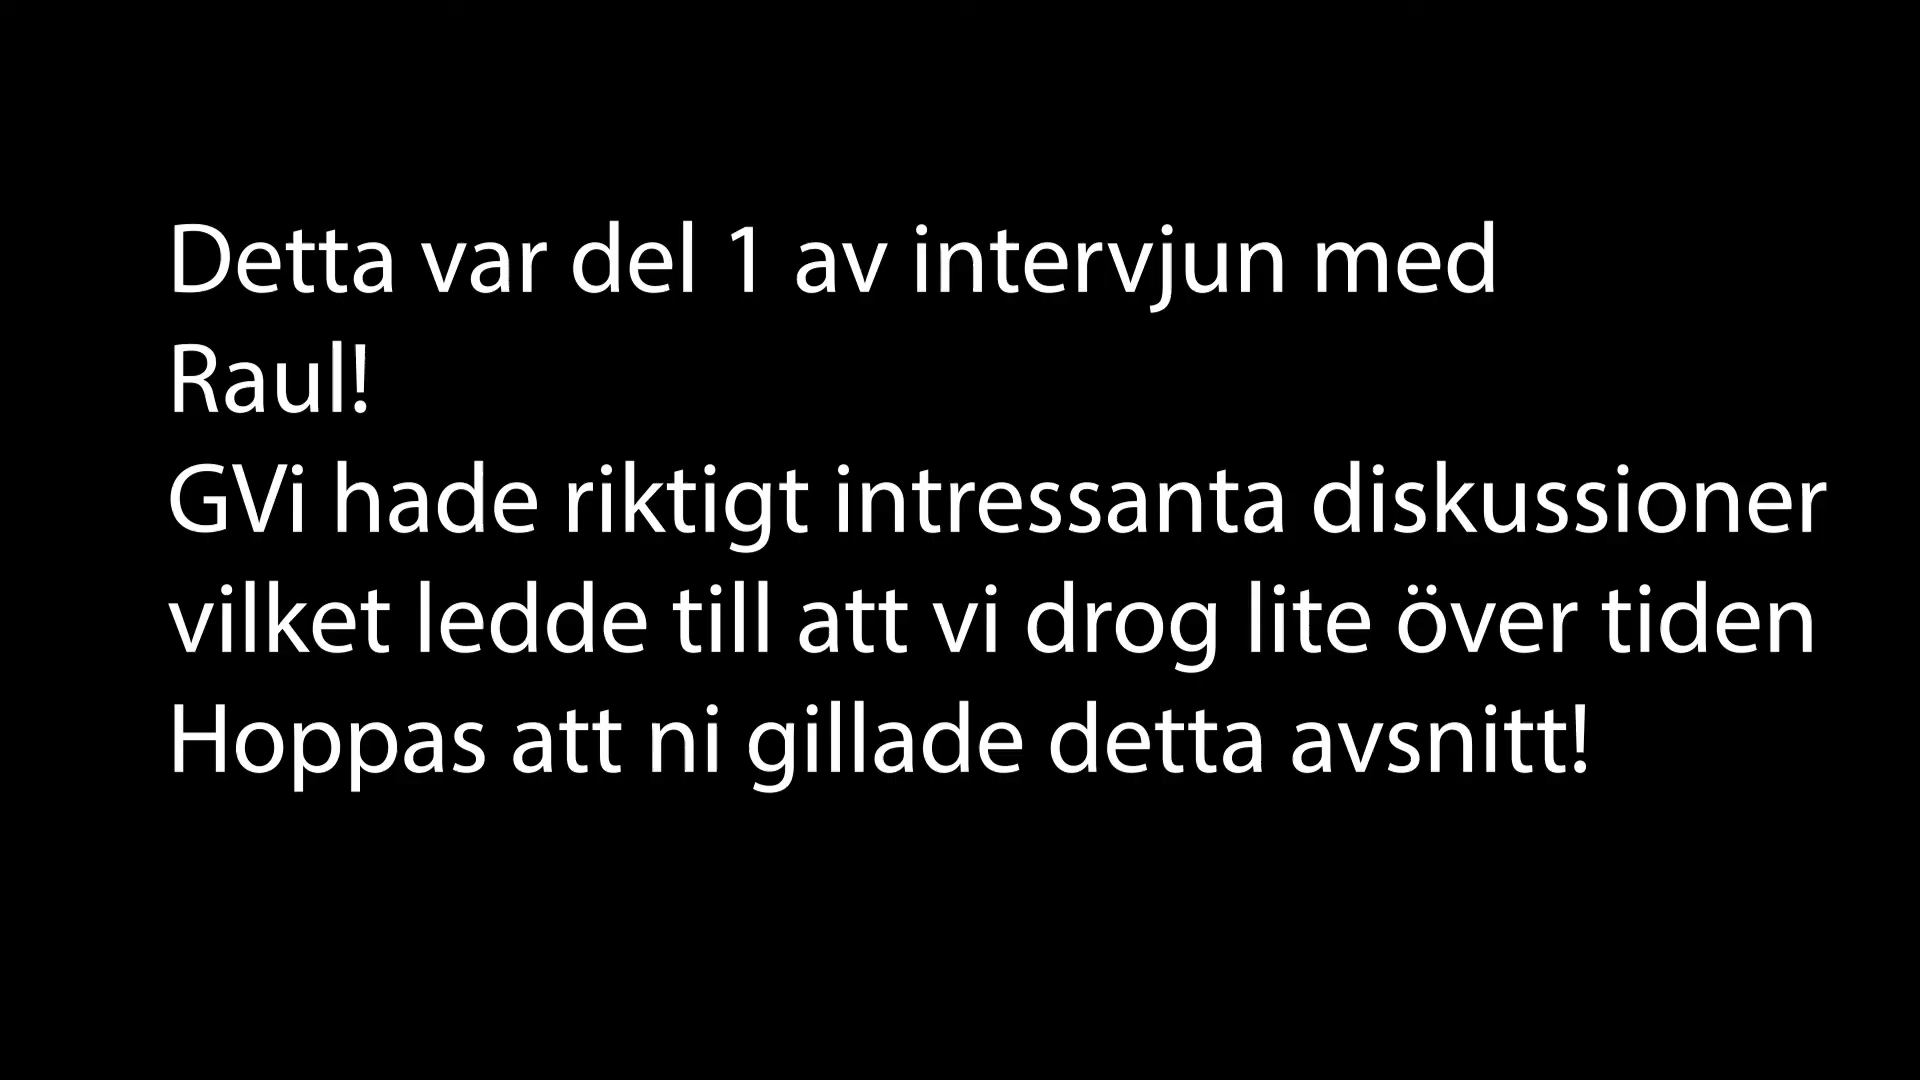 Detta var del 1 av intervjun med
Raul!
GVi hade riktigt intressanta diskussioner
vilket ledde till att vi drog lite över tiden
Hoppas att ni gillade detta avsnitt!